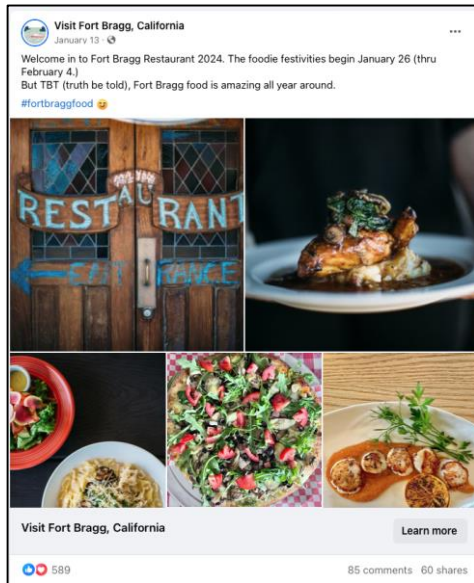 Visit Fort Bragg, California
January 13 ·
Welcome in to Fort Bragg Restaurant 2024. The foodie festivities begin January 26 (thru
February 4.)
But TBT (truth be told), Fort Bragg food is amazing all year around.
#fortbraggfood
RESTAURANT
ENTRANCE
Visit Fort Bragg, California
Learn more
589
85 comments 60 shares